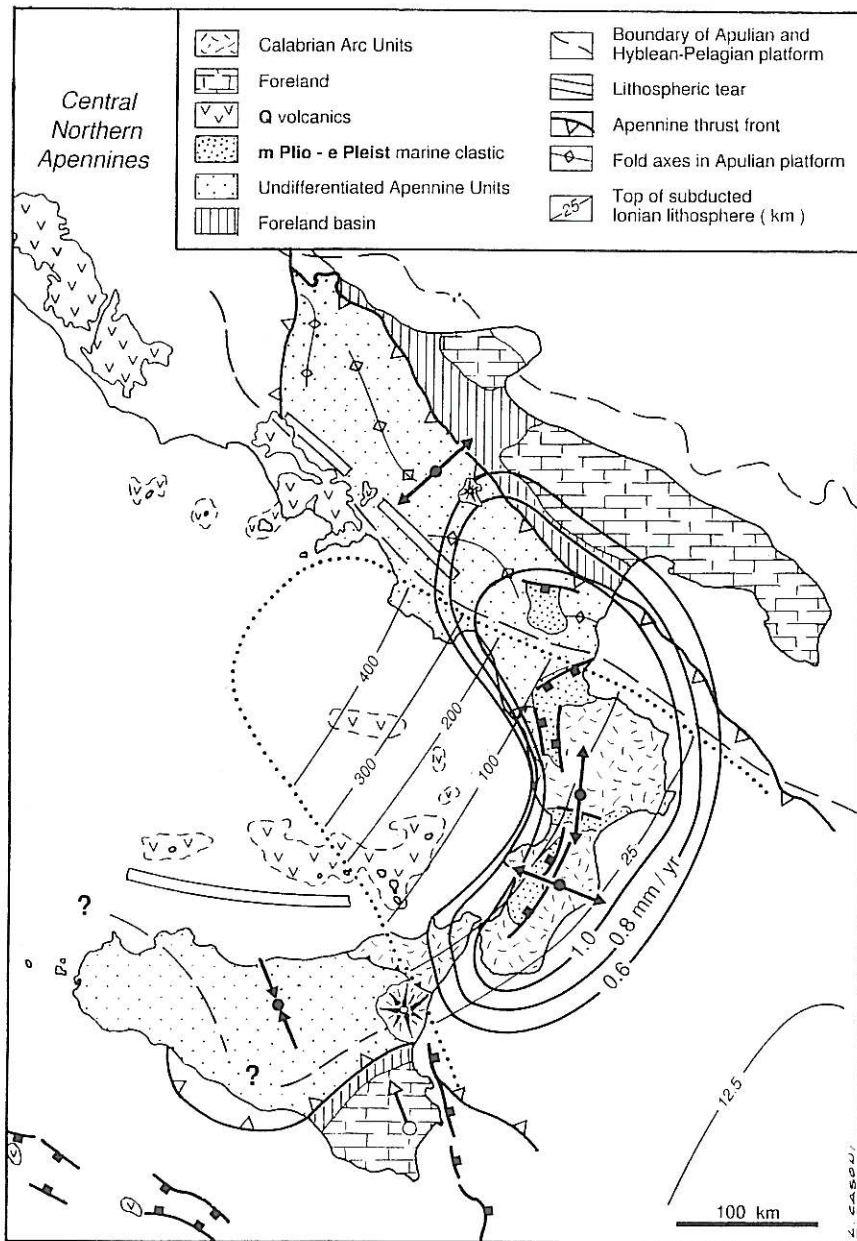 Central
Northern
Apennines
Calabrian Arc Units
Foreland
Q volcanics
m Plio - e Pleist marine clastic
Undifferentiated Apennine Units
Foreland basin
Boundary of Apulian and
Hyblean-Pelagian platform
Lithospheric tear
Apennine thrust front
Fold axes in Apulian platform
25
Top of subducted
Ionian lithosphere ( km )
400
300
200
100
25
1.0
0.8 mm / yr
0.6
?
?
12.5
100 km
L. CASONI